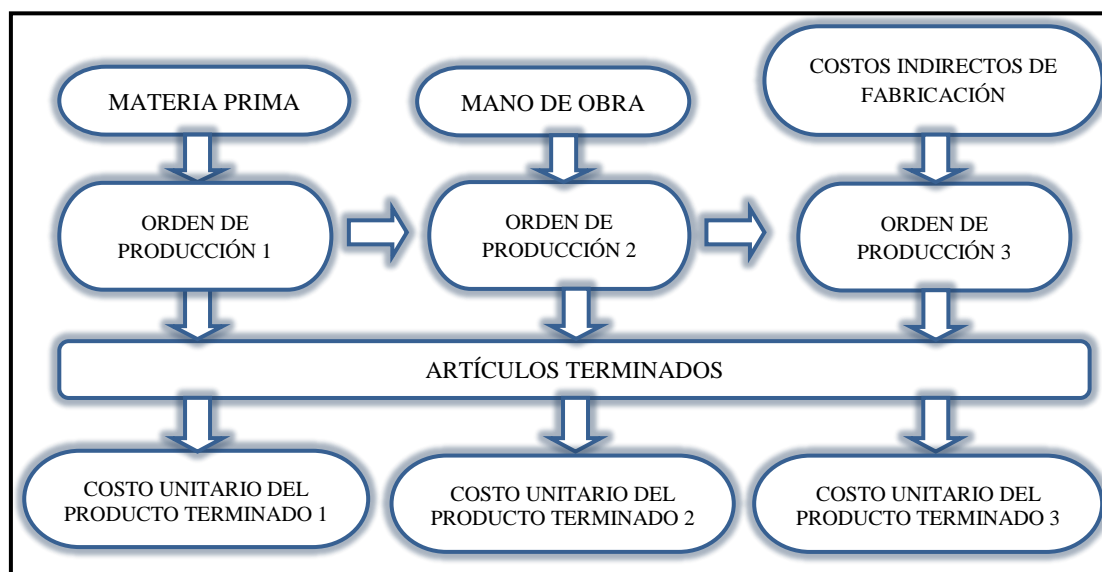 MATERIA PRIMA
MANO DE OBRA
COSTOS INDIRECTOS DE
FABRICACIÓN
ORDEN DE
PRODUCCIÓN 1
ORDEN DE
PRODUCCIÓN 2
ORDEN DE
PRODUCCIÓN 3
ARTÍCULOS TERMINADOS
COSTO UNITARIO DEL
PRODUCTO TERMINADO 1
COSTO UNITARIO DEL
PRODUCTO TERMINADO 2
COSTO UNITARIO DEL
PRODUCTO TERMINADO 3